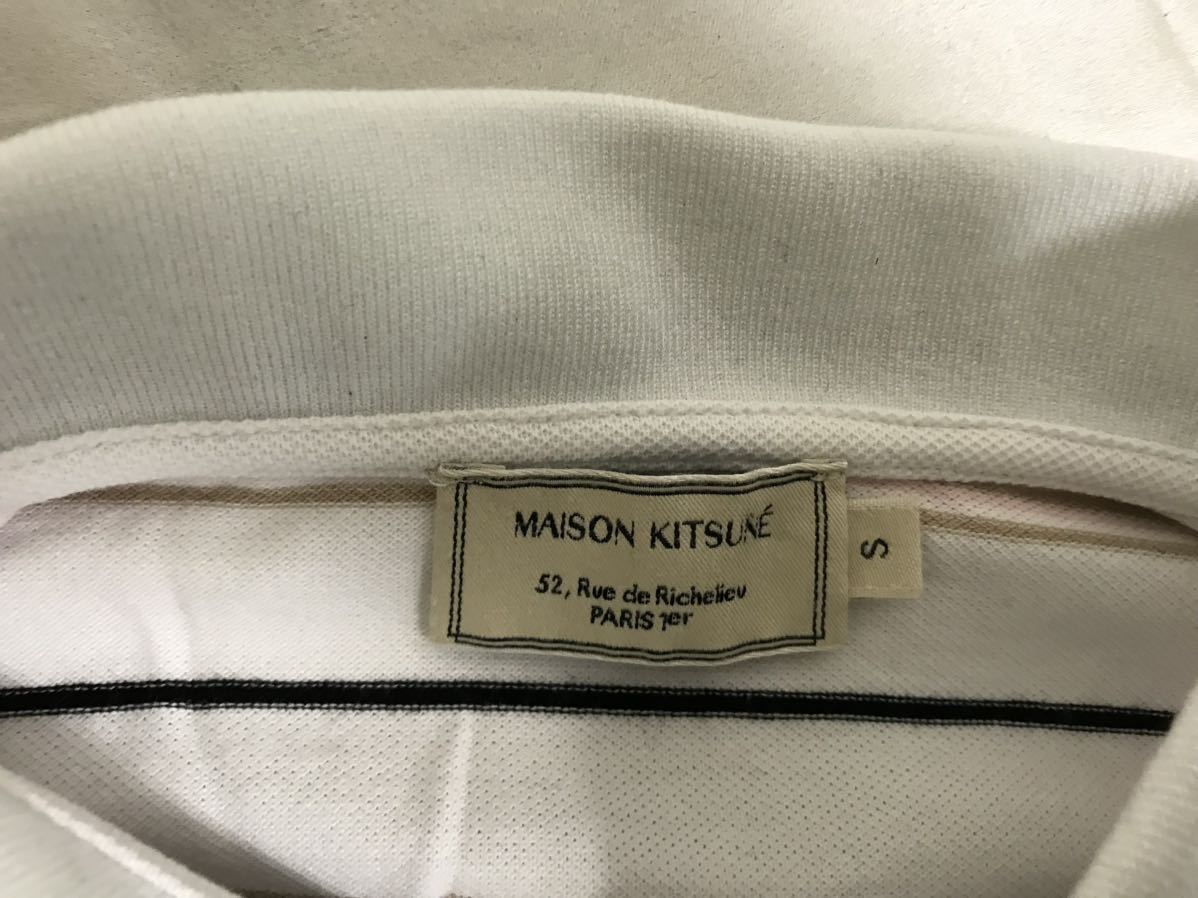 MAISON KITSUNÉ
52, Rue de Richelieu
PARIS 1er
S